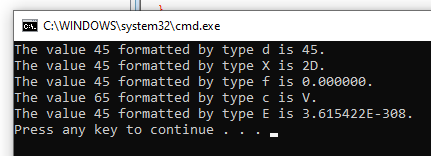 }
C:\WINDOWS\system32\cmd.exe
The value 45 formatted by type d is 45.
The value 45 formatted by type X is 2D.
The value 45 formatted by type f is 0.000000.
The value 65 formatted by type c is V.
The value 45 formatted by type E is 3.615422E-308.
Press any key to continue . . .